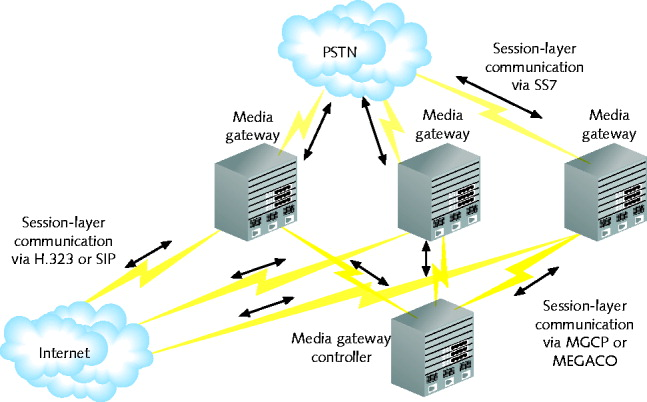 PSTN
Session-layer
communication
via SS7
Media
gateway
Media
gateway
Media
gateway
Session-layer
communication
via H.323 or SIP
Internet
Media gateway
controller
Session-layer
communication
via MGCP or
MEGACO